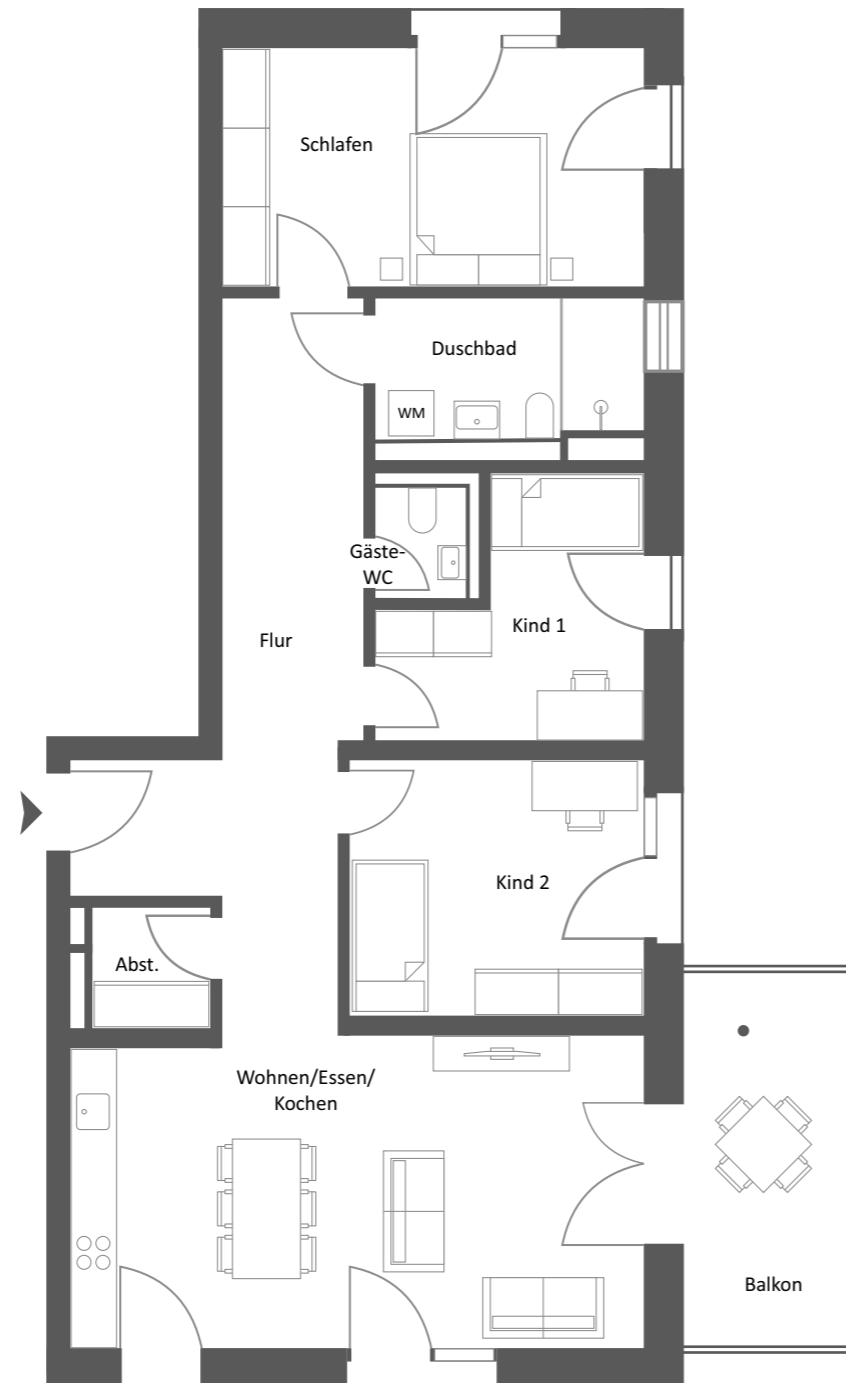 Schlafen
Duschbad
WM
Gäste-
WC
Kind 1
Flur
Kind 2
Abst.
Wohnen/Essen/
Kochen
Balkon